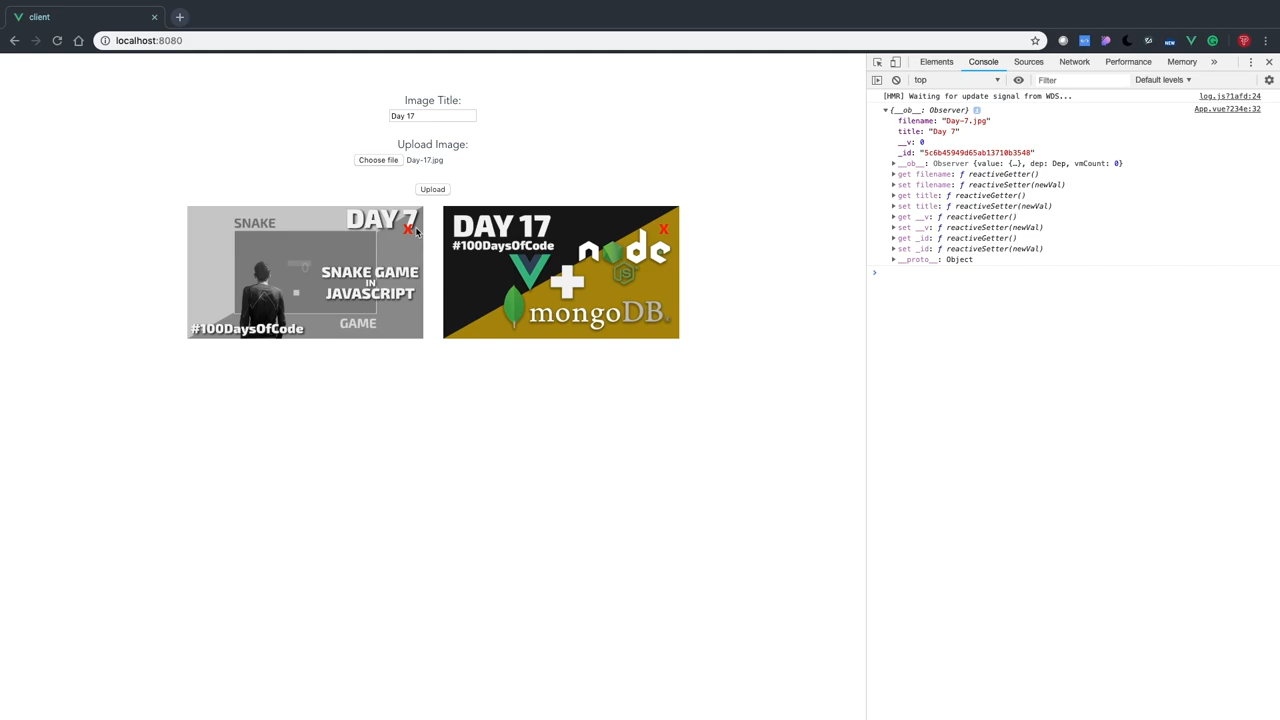 client
localhost:8080
NEW
Elements Console Sources Network Performance Memory »
top Filter Default levels
[HMR] Waiting for update signal from WDS... log.js?1afd:24
{__ob__: Observer} App.vue?234e:32
filename: "Day-7.jpg"
title: "Day 7"
__v: 0
_id: "5c6b45949d65ab13710b3548"
__ob__: Observer {value: {…}, dep: Dep, vmCount: 0}
get filename: ƒ reactiveGetter()
set filename: ƒ reactiveSetter(newVal)
get title: ƒ reactiveGetter()
set title: ƒ reactiveSetter(newVal)
get __v: ƒ reactiveGetter()
set __v: ƒ reactiveSetter(newVal)
get _id: ƒ reactiveGetter()
set _id: ƒ reactiveSetter(newVal)
__proto__: Object
Image Title:
Day 17
Upload Image:
Choose file Day-17.jpg
Upload
SNAKE
DAY 7
X
SNAKE GAME
IN
JAVASCRIPT
GAME
#100DaysOfCode
DAY 17
#100DaysOfCode
X
node
JS
mongoDB.